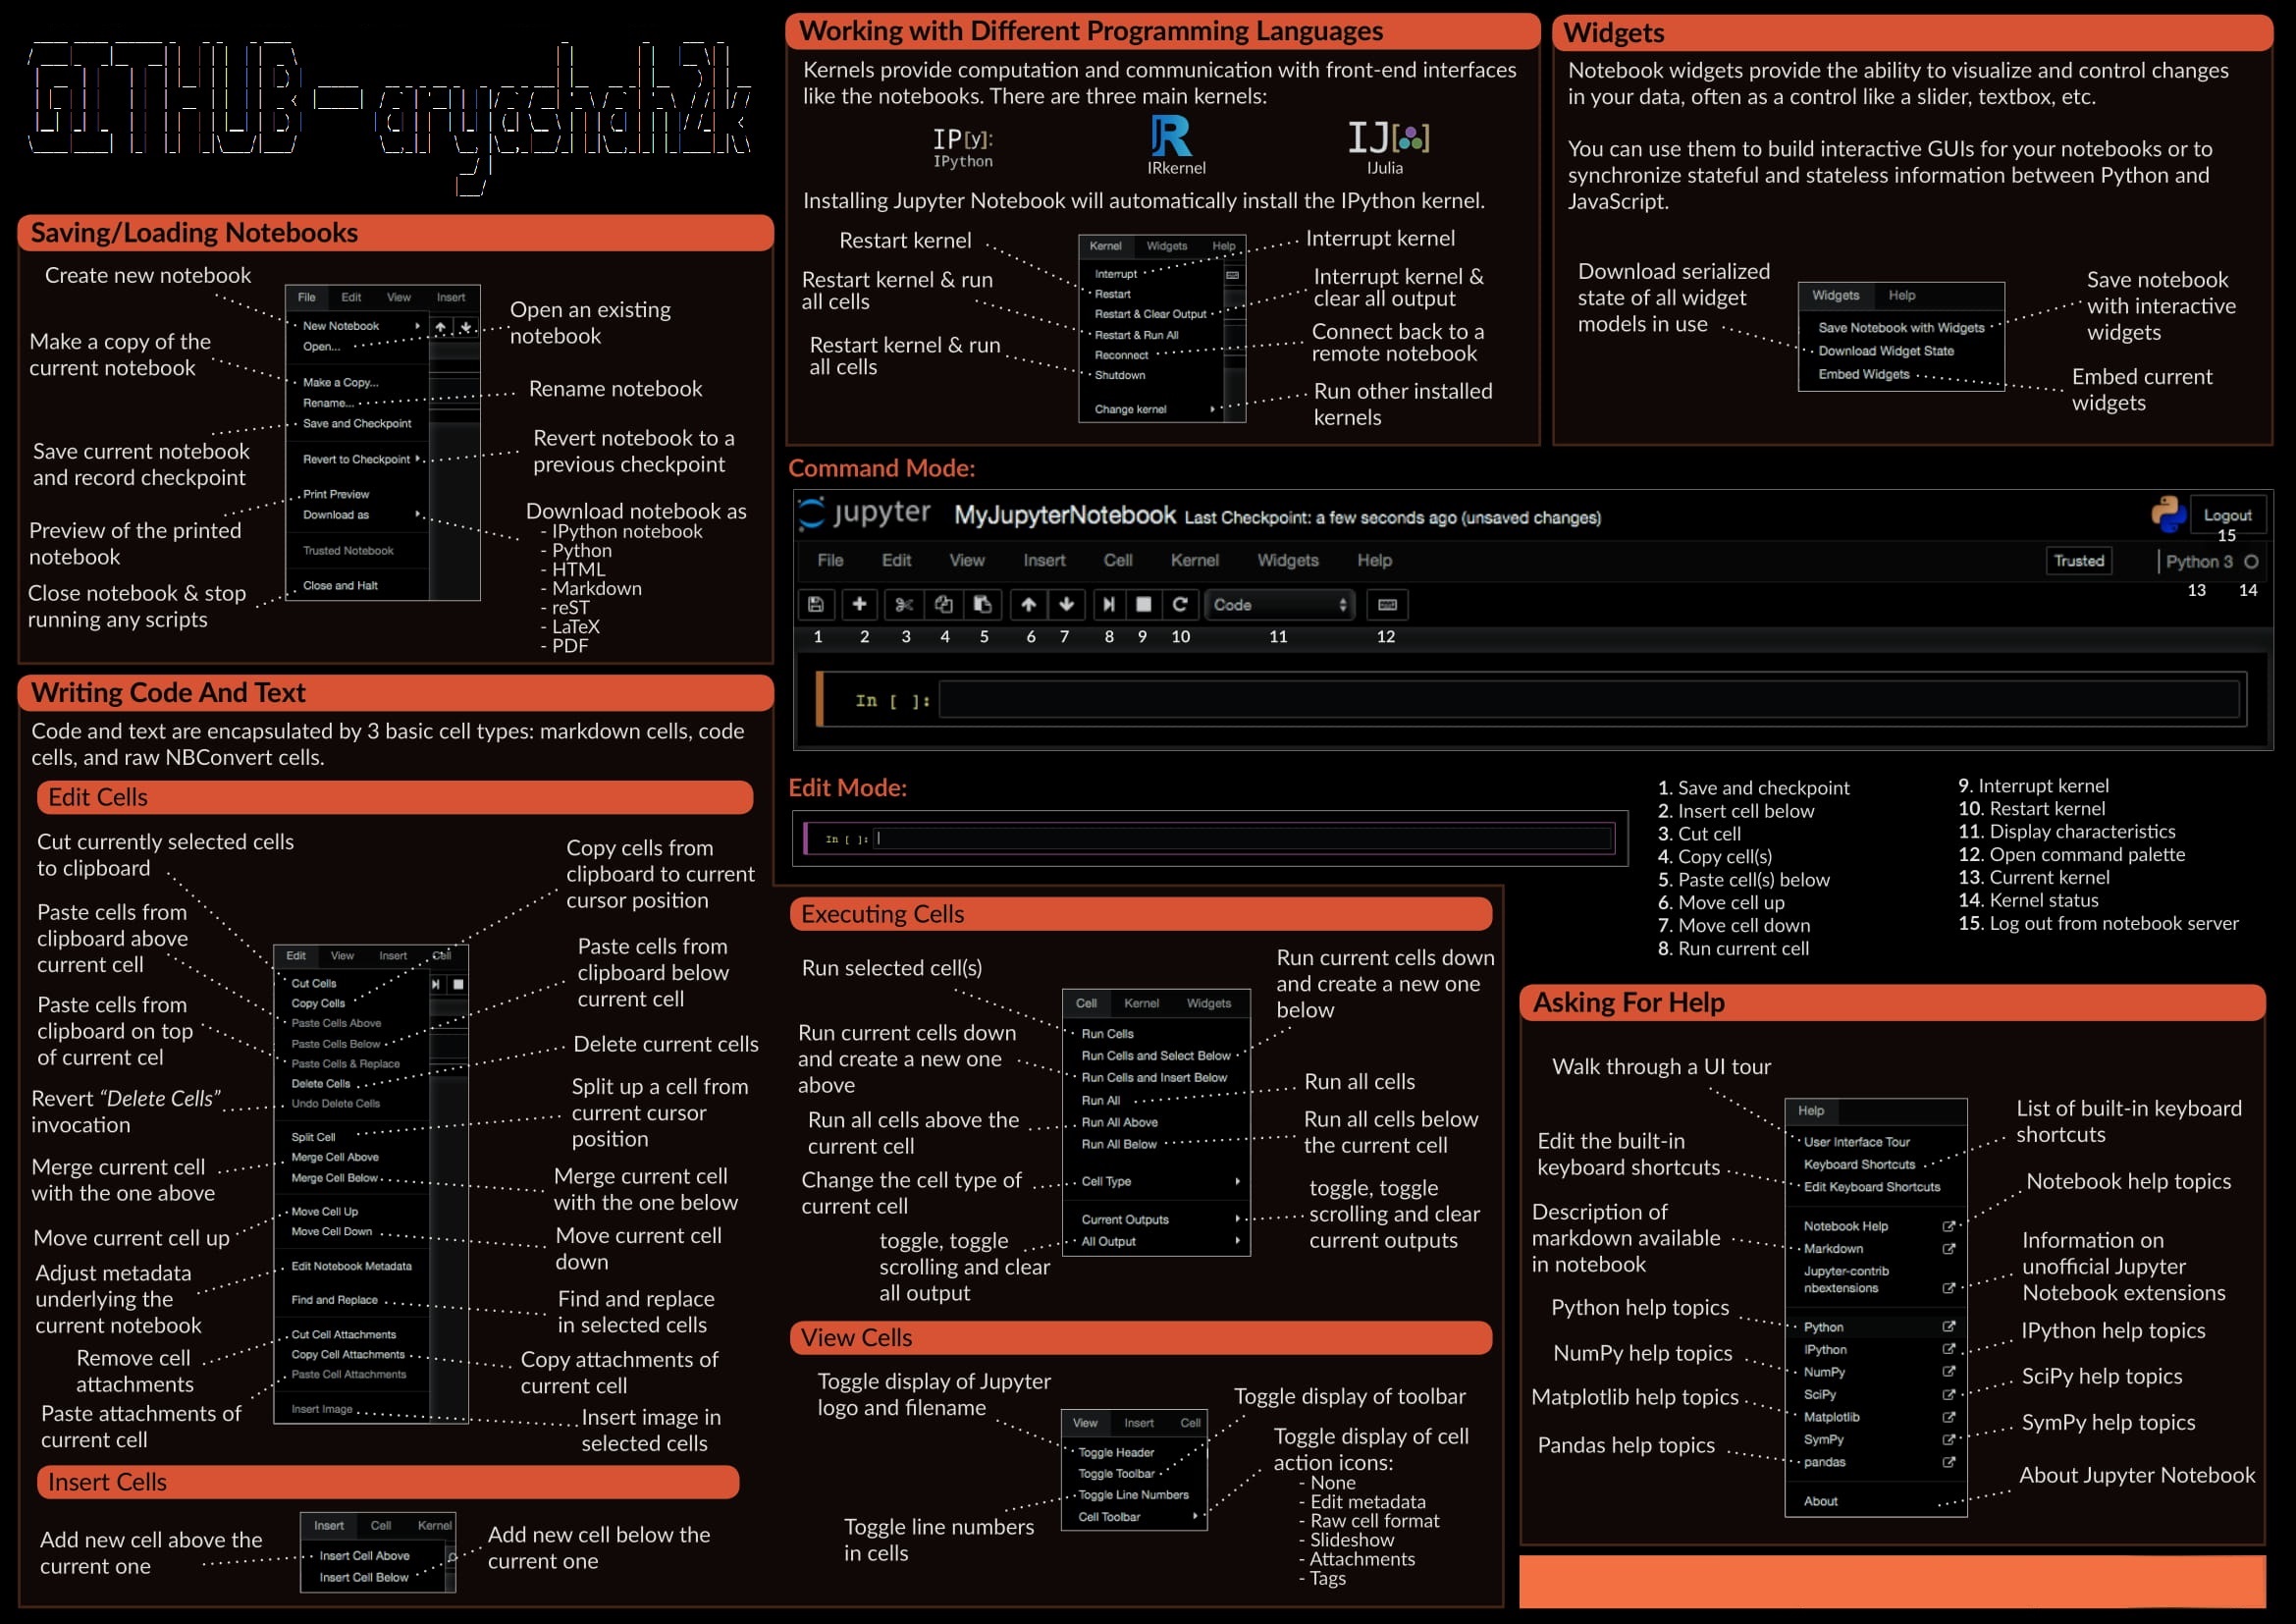 GITHUB - aryashah2k
Saving/Loading Notebooks
Create new notebook
Make a copy of the
current notebook
Save current notebook
and record checkpoint
Preview of the printed
notebook
Close notebook & stop
running any scripts
File Edit View Insert
New Notebook
Open...
Make a Copy...
Rename...
Save and Checkpoint
Revert to Checkpoint
Print Preview
Download as
Trusted Notebook
Close and Halt
Open an existing
notebook
Rename notebook
Revert notebook to a
previous checkpoint
Download notebook as
- IPython notebook
- Python
- HTML
- Markdown
- reST
- LaTeX
- PDF
Writing Code And Text
Code and text are encapsulated by 3 basic cell types: markdown cells, code
cells, and raw NBConvert cells.
Edit Cells
Cut currently selected cells
to clipboard
Paste cells from
clipboard above
current cell
Paste cells from
clipboard on top
of current cel
Revert “Delete Cells”
invocation
Merge current cell
with the one above
Move current cell up
Adjust metadata
underlying the
current notebook
Remove cell
attachments
Paste attachments of
current cell
Edit View Insert Cell
Cut Cells
Copy Cells
Paste Cells Above
Paste Cells Below
Paste Cells & Replace
Delete Cells
Undo Delete Cells
Split Cell
Merge Cell Above
Merge Cell Below
Move Cell Up
Move Cell Down
Edit Notebook Metadata
Find and Replace
Cut Cell Attachments
Copy Cell Attachments
Paste Cell Attachments
Insert Image
Copy cells from
clipboard to current
cursor position
Paste cells from
clipboard below
current cell
Delete current cells
Split up a cell from
current cursor
position
Merge current cell
with the one below
Move current cell
down
Find and replace
in selected cells
Copy attachments of
current cell
Insert image in
selected cells
Insert Cells
Add new cell above the
current one
Insert Cell Kernel
Insert Cell Above
Insert Cell Below
Add new cell below the
current one
Working with Different Programming Languages
Kernels provide computation and communication with front-end interfaces
like the notebooks. There are three main kernels:
IP[y]:
IPython
R
IRkernel
IJ[ ]
IJulia
Installing Jupyter Notebook will automatically install the IPython kernel.
Restart kernel
Restart kernel & run
all cells
Restart kernel & run
all cells
Kernel Widgets Help
Interrupt
Restart
Restart & Clear Output
Restart & Run All
Reconnect
Shutdown
Change kernel
Interrupt kernel
Interrupt kernel &
clear all output
Connect back to a
remote notebook
Run other installed
kernels
Widgets
Notebook widgets provide the ability to visualize and control changes
in your data, often as a control like a slider, textbox, etc.
You can use them to build interactive GUIs for your notebooks or to
synchronize stateful and stateless information between Python and
JavaScript.
Download serialized
state of all widget
models in use
Widgets Help
Save Notebook with Widgets
Download Widget State
Embed Widgets
Save notebook
with interactive
widgets
Embed current
widgets
Command Mode:
jupyter MyJupyterNotebook Last Checkpoint: a few seconds ago (unsaved changes)
Logout
15
File Edit View Insert Cell Kernel Widgets Help
Trusted Python 3
13 14
Code
1 2 3 4 5 6 7 8 9 10 11 12
In [ ]:
Edit Mode:
In [ ]:
1. Save and checkpoint
2. Insert cell below
3. Cut cell
4. Copy cell(s)
5. Paste cell(s) below
6. Move cell up
7. Move cell down
8. Run current cell
9. Interrupt kernel
10. Restart kernel
11. Display characteristics
12. Open command palette
13. Current kernel
14. Kernel status
15. Log out from notebook server
Executing Cells
Run selected cell(s)
Run current cells down
and create a new one
above
Run all cells above the
current cell
Change the cell type of
current cell
toggle, toggle
scrolling and clear
all output
Cell Kernel Widgets
Run Cells
Run Cells and Select Below
Run Cells and Insert Below
Run All
Run All Above
Run All Below
Cell Type
Current Outputs
All Output
Run current cells down
and create a new one
below
Run all cells
Run all cells below
the current cell
toggle, toggle
scrolling and clear
current outputs
View Cells
Toggle display of Jupyter
logo and filename
Toggle line numbers
in cells
View Insert Cell
Toggle Header
Toggle Toolbar
Toggle Line Numbers
Cell Toolbar
Toggle display of toolbar
Toggle display of cell
action icons:
- None
- Edit metadata
- Raw cell format
- Slideshow
- Attachments
- Tags
Asking For Help
Walk through a UI tour
Edit the built-in
keyboard shortcuts
Description of
markdown available
in notebook
Python help topics
NumPy help topics
Matplotlib help topics
Pandas help topics
Help
User Interface Tour
Keyboard Shortcuts
Edit Keyboard Shortcuts
Notebook Help
Markdown
Jupyter-contrib
nbextensions
Python
IPython
NumPy
SciPy
Matplotlib
SymPy
pandas
About
List of built-in keyboard
shortcuts
Notebook help topics
Information on
unofficial Jupyter
Notebook extensions
IPython help topics
SciPy help topics
SymPy help topics
About Jupyter Notebook